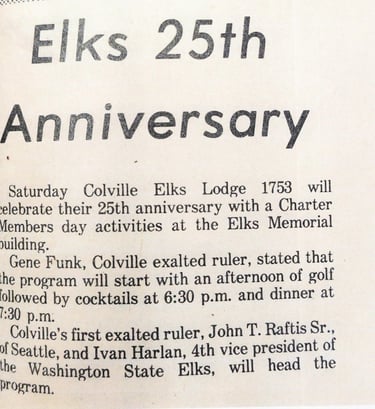 Elks 25th
Anniversary
Saturday Colville Elks Lodge 1753 will
celebrate their 25th anniversary with a Charter
Members day activities at the Elks Memorial
building.
Gene Funk, Colville exalted ruler, stated that
the program will start with an afternoon of golf
followed by cocktails at 6:30 p.m. and dinner at
7:30 p.m.
Colville's first exalted ruler, John T. Raftis Sr.,
of Seattle, and Ivan Harlan, 4th vice president of
the Washington State Elks, will head the
program.